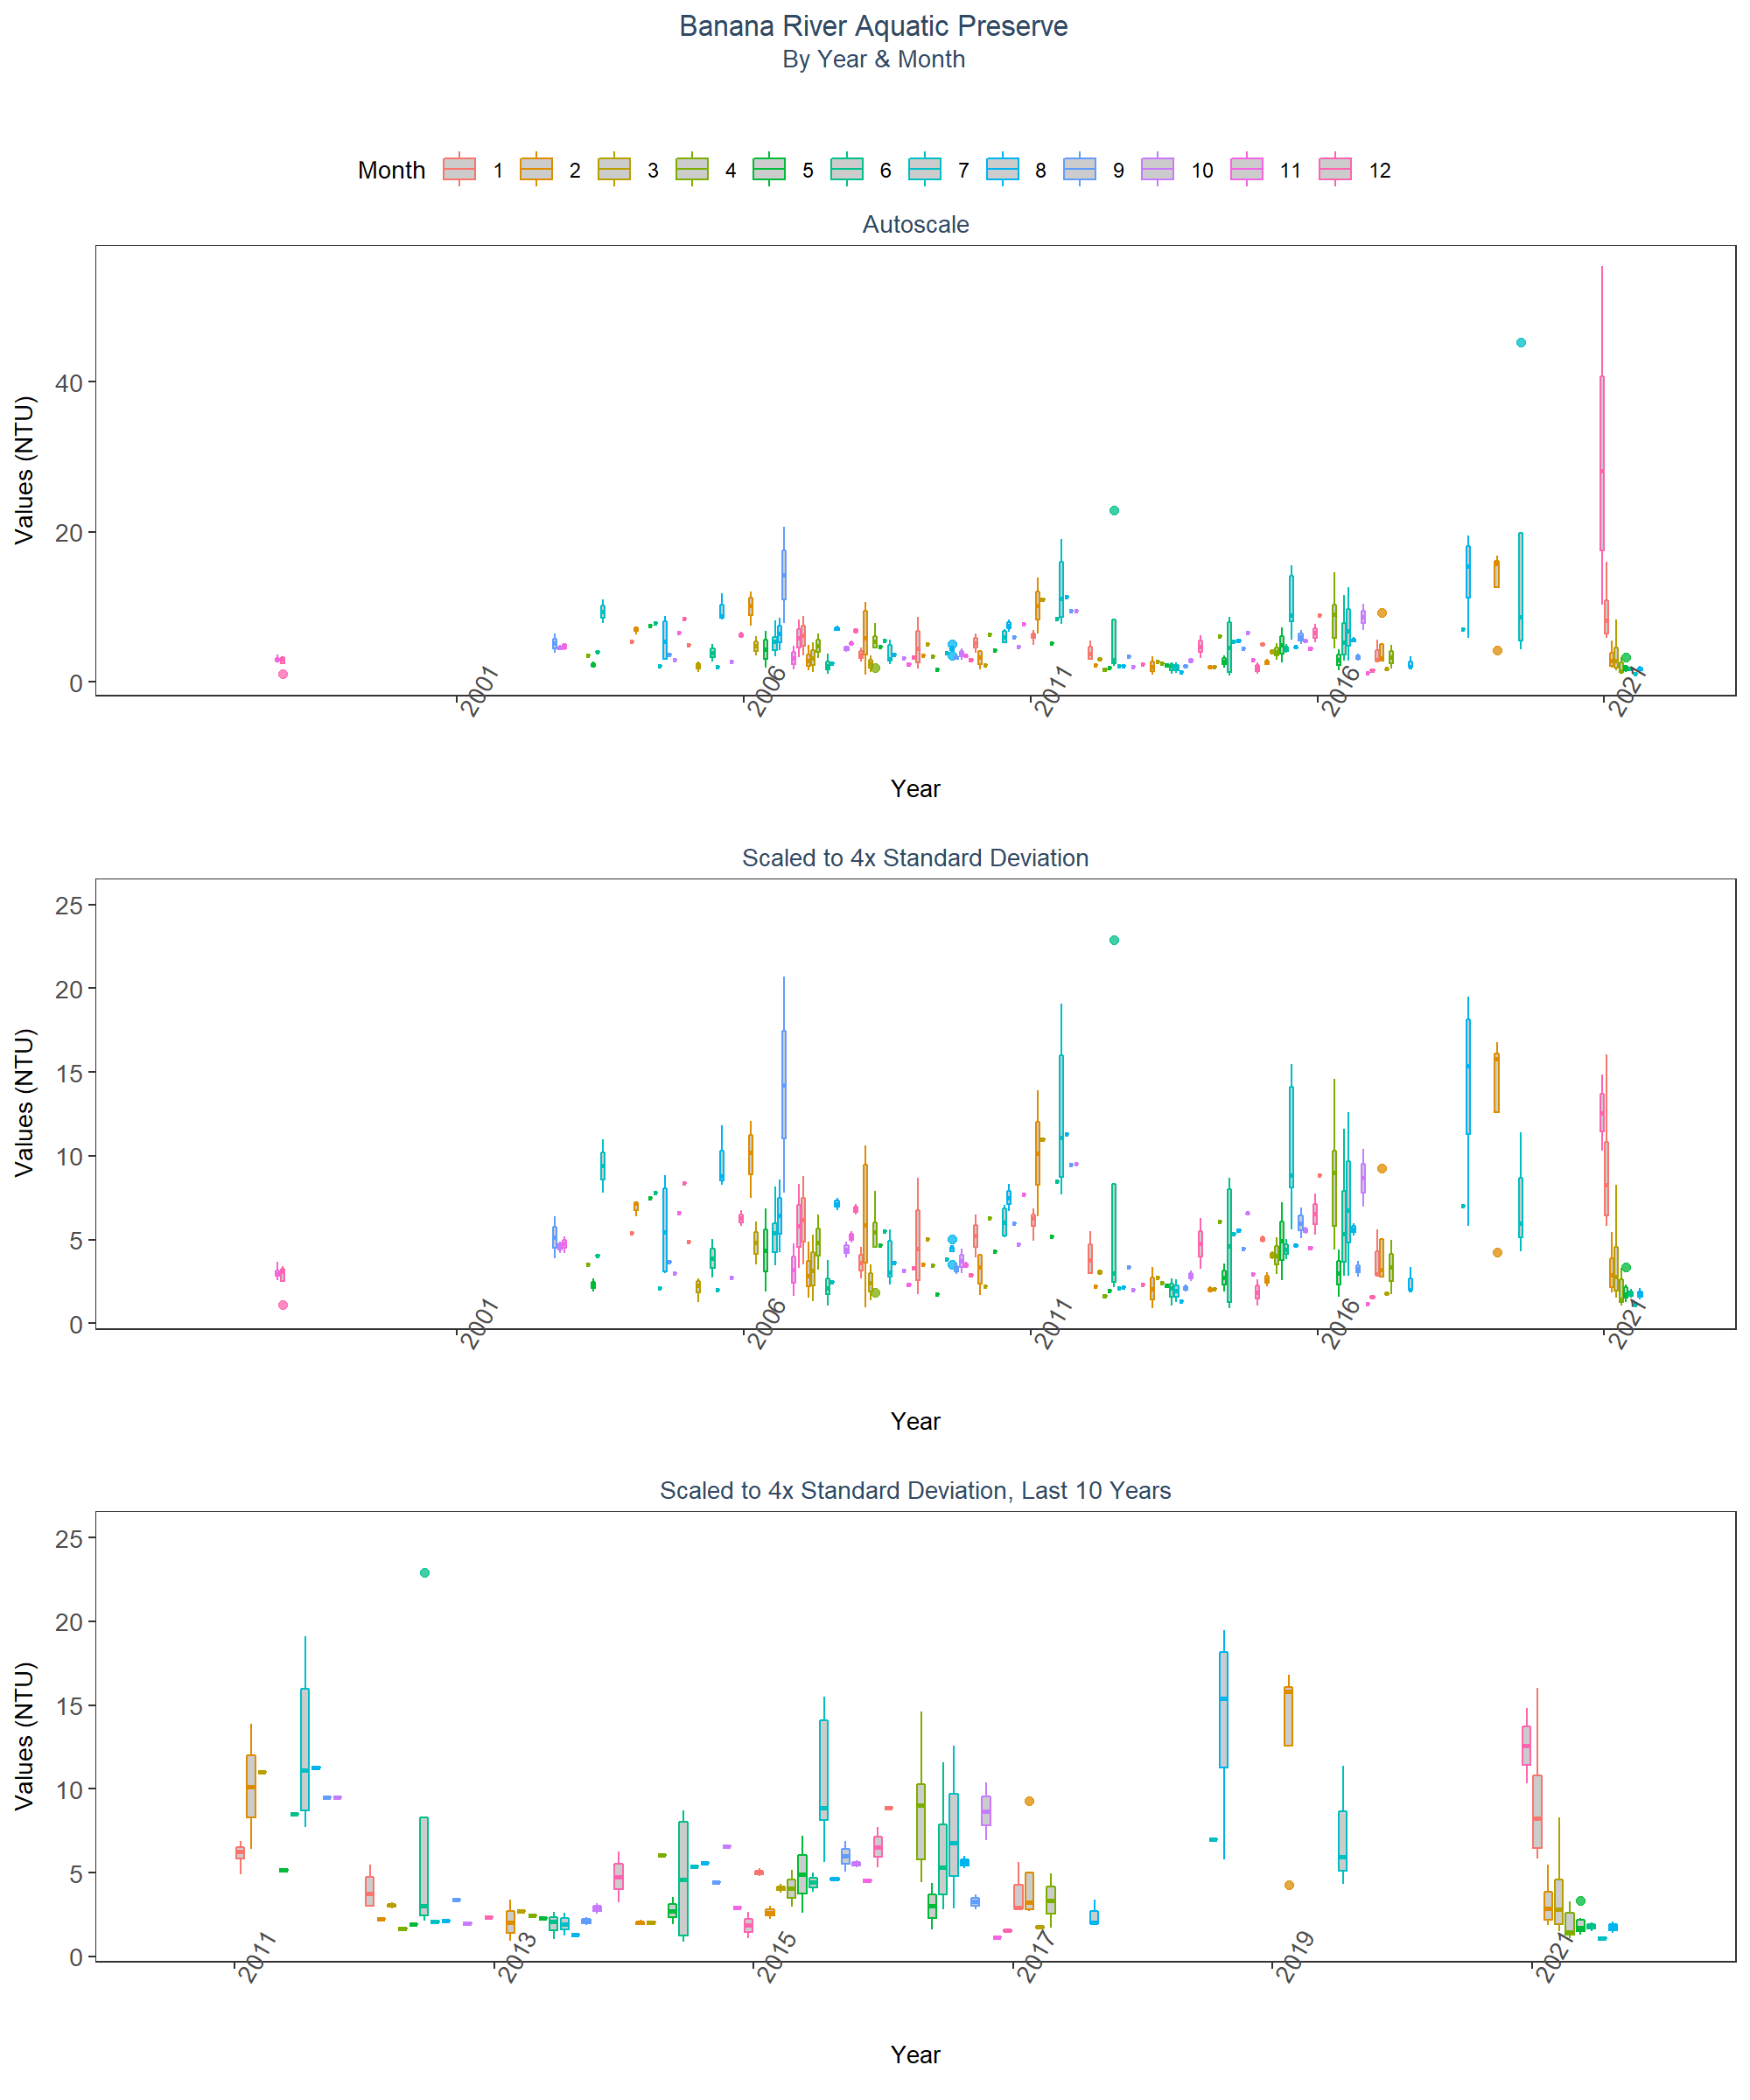 Banana River Aquatic Preserve
By Year & Month
Month 1 2 3 4 5 6 7 8 9 10 11 12
Autoscale
Values (NTU)
40
20
0
2001 2006 2011 2016 2021
Year
Scaled to 4x Standard Deviation
Values (NTU)
25
20
15
10
5
0
2001 2006 2011 2016 2021
Year
Scaled to 4x Standard Deviation, Last 10 Years
Values (NTU)
25
20
15
10
5
0
2011 2013 2015 2017 2019 2021
Year